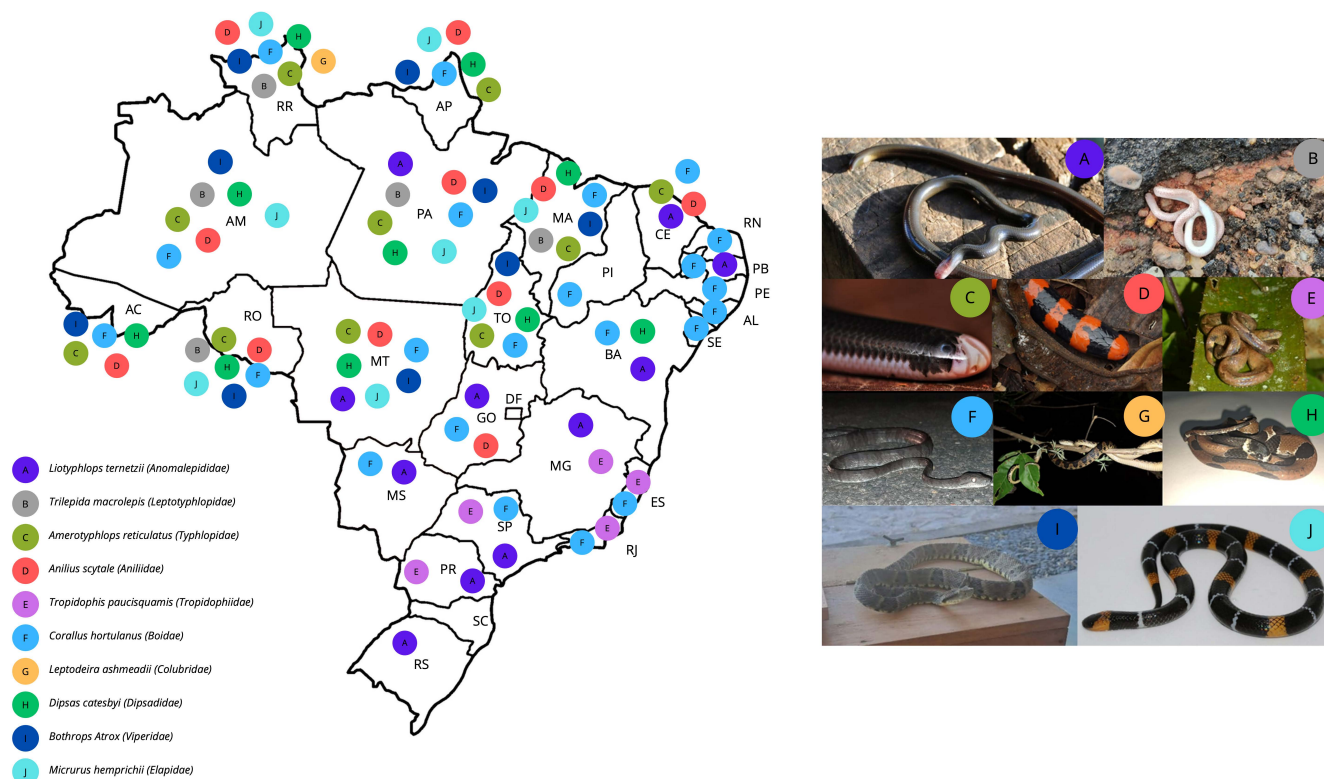 J
D
H
F
I
G
C
B
RR
J
D
H
I
F
C
AP
I
B
H
C
J
AM
D
F
A
D
I
B
PA
F
C
H
J
H
D
F
J
MA
I
B
C
F
C
D
A
CE
RN
F
F
A
PB
F
PE
F
AL
F
SE
PI
F
I
D
J
TO
H
C
F
AC
I
F
H
C
D
RO
C
B
D
H
F
J
I
C
D
MT
F
H
I
A
J
F
H
BA
A
A
DF
GO
F
D
A
MG
E
E
ES
F
E
F
RJ
F
A
MS
E
F
SP
A
E
PR
A
SC
A
RS
A Liotyphlops ternetzii (Anomalepididae)
B Trilepida macrolepis (Leptotyphlopidae)
C Amerotyphlops reticulatus (Typhlopidae)
D Anilius scytale (Aniliidae)
E Tropidophis paucisquamis (Tropidophiidae)
F Corallus hortulanus (Boidae)
G Leptodeira ashmeadii (Colubridae)
H Dipsas catesbyi (Dipsadidae)
I Bothrops Atrox (Viperidae)
J Micrurus hemprichii (Elapidae)
A
B
C
D
E
F
G
H
I
J